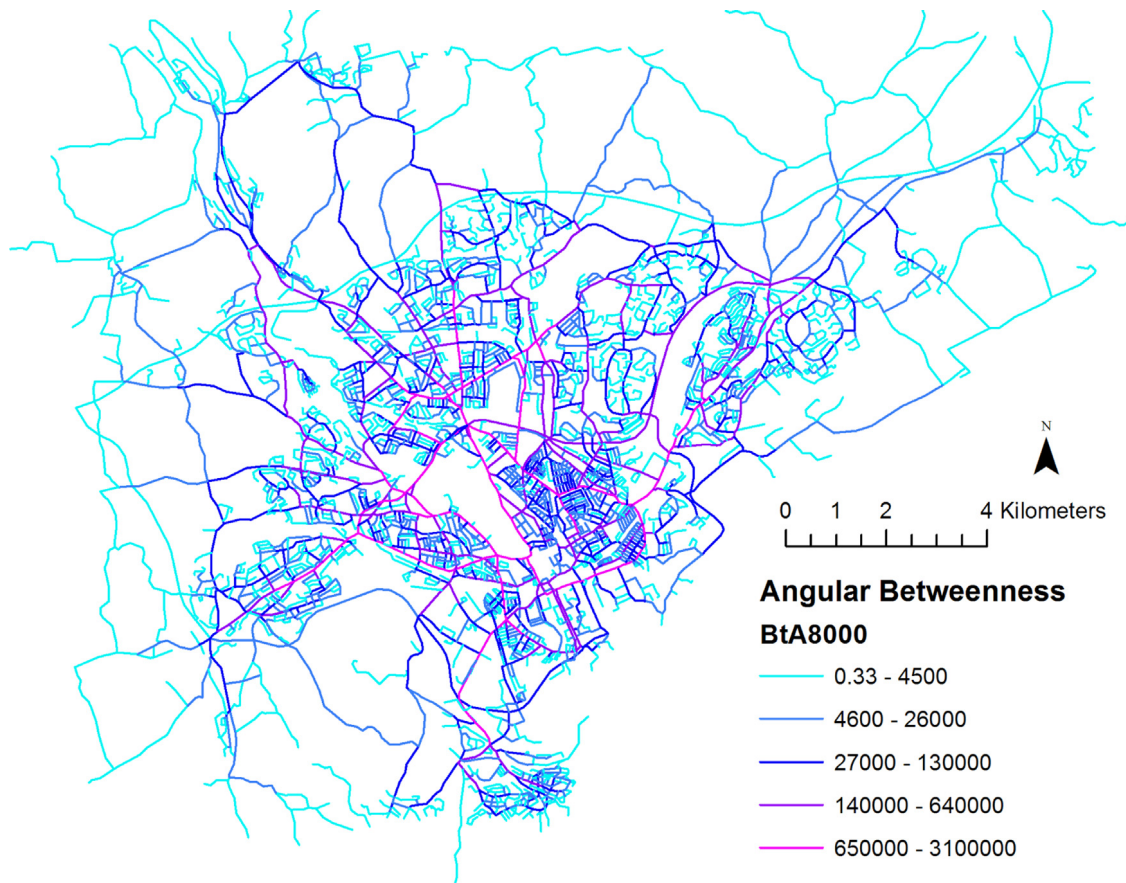 N
0 1 2 4 Kilometers
Angular Betweenness
BtA8000
0.33 - 4500
4600 - 26000
27000 - 130000
140000 - 640000
650000 - 3100000